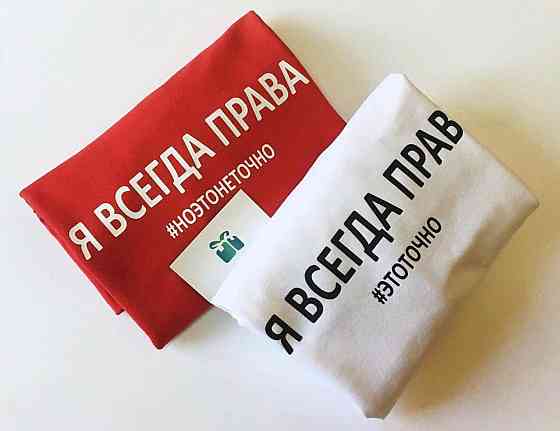 Я ВСЕГДА ПРАВА
#НОЭТОНЕТОЧНО
Я ВСЕГДА ПРАВ
#ЭТОТОЧНО